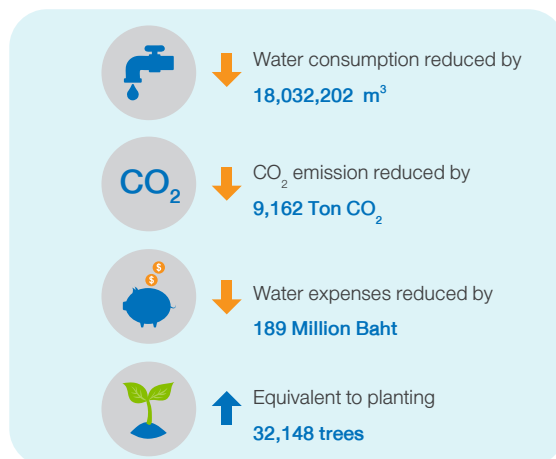 Water consumption reduced by
18,032,202 m³
CO₂
CO₂ emission reduced by
9,162 Ton CO₂
$
$
Water expenses reduced by
189 Million Baht
Equivalent to planting
32,148 trees